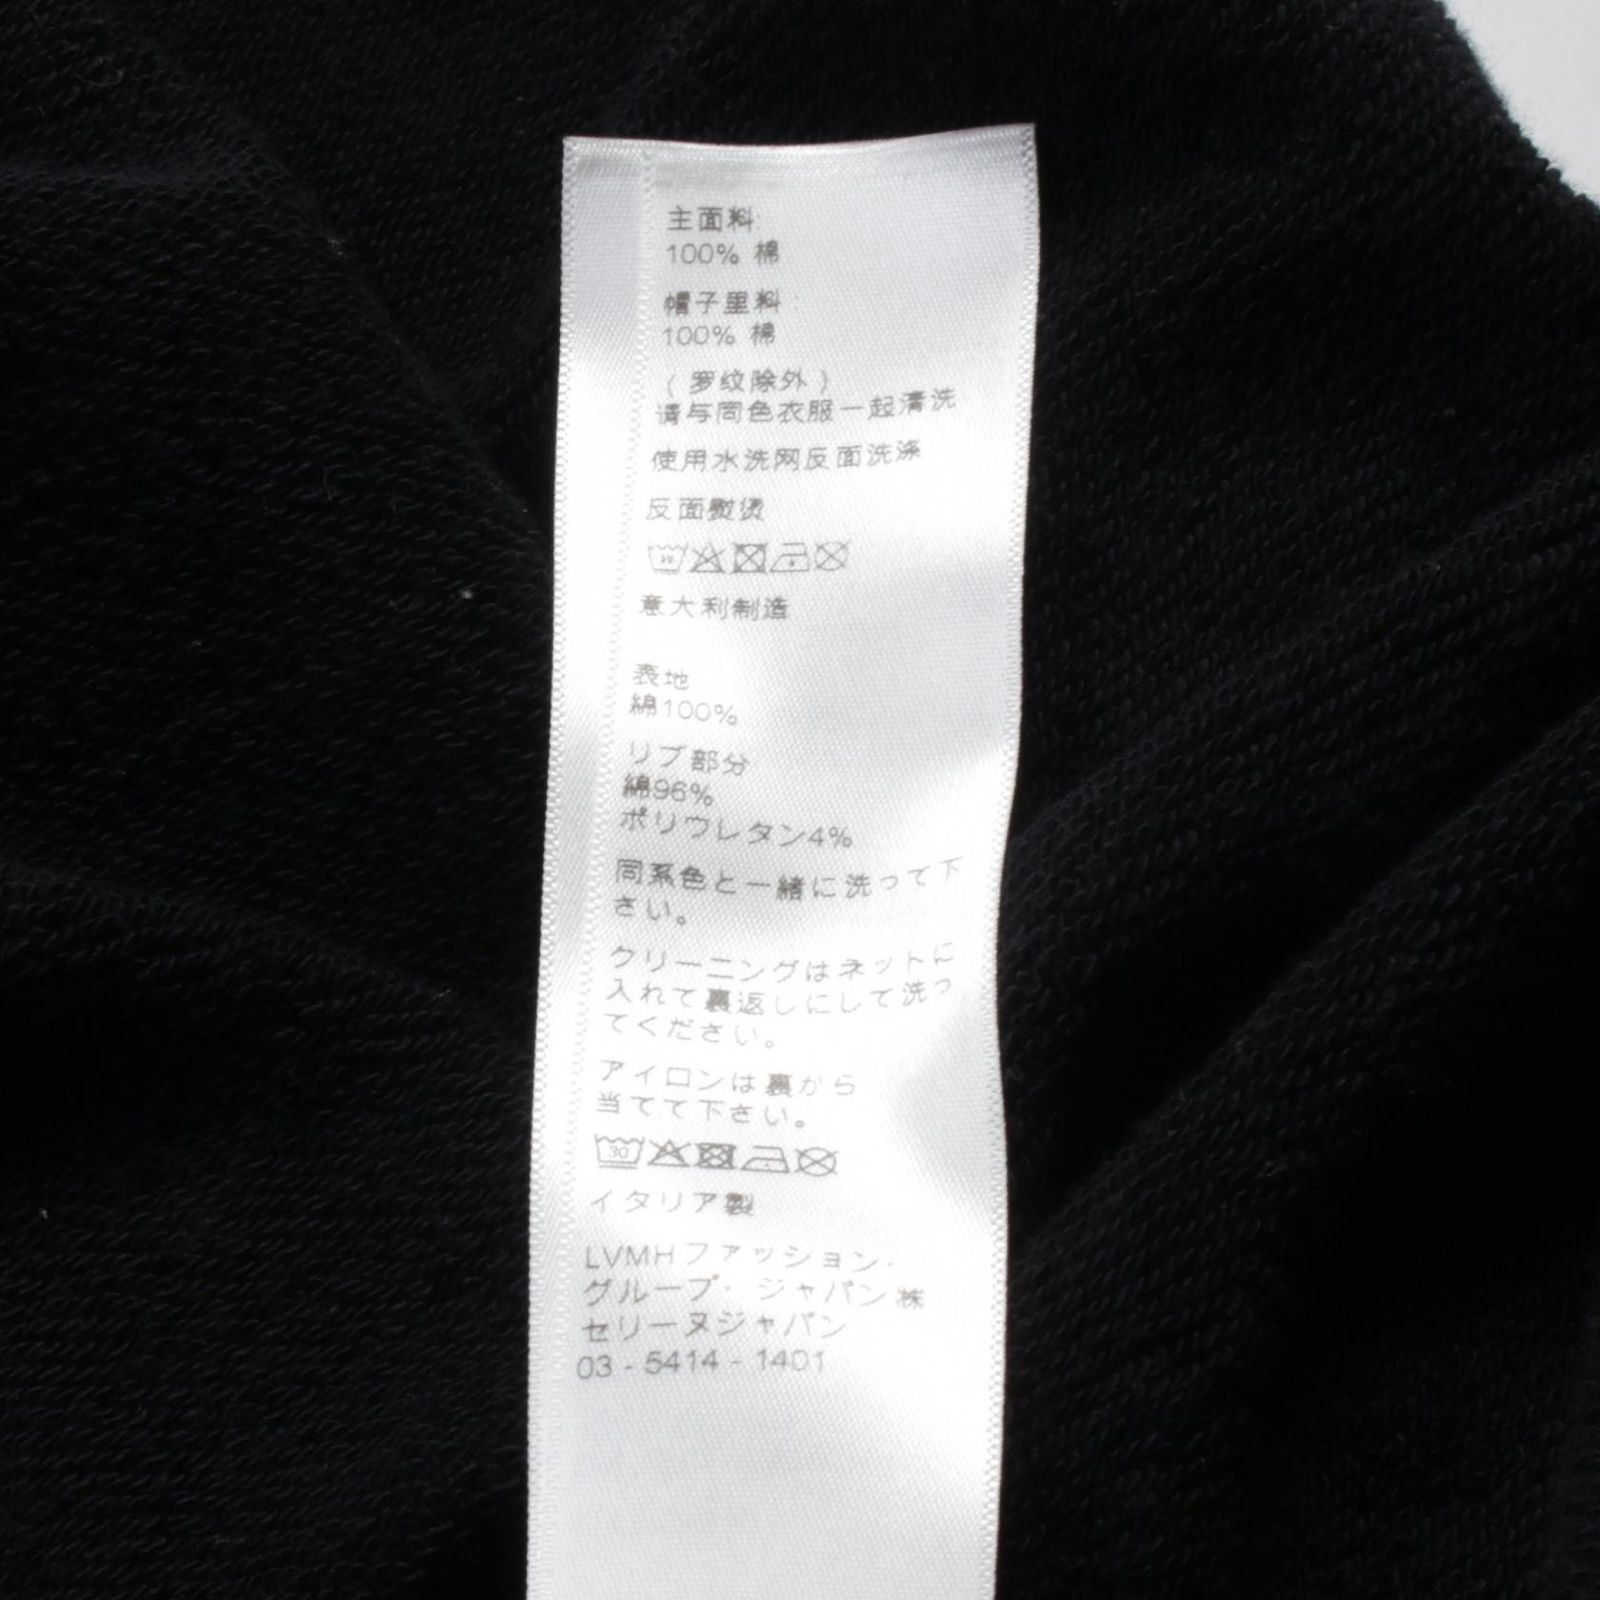 主面料:
100% 棉
帽子里料:
100% 棉
( 罗纹除外 )
请与同色衣服一起清洗
使用水洗网反面洗涤
反面熨烫
30
意大利制造
表地
綿100%
リブ部分
綿96%
ポリウレタン4%
同系色と一緒に洗って下
さい。
クリーニングはネットに
入れて裏返しにして洗っ
てください。
アイロンは裏から
当てて下さい。
30
イタリア製
LVMHファッション・
グループ・ジャパン㈱
セリーヌジャパン
03 - 5414 - 1401